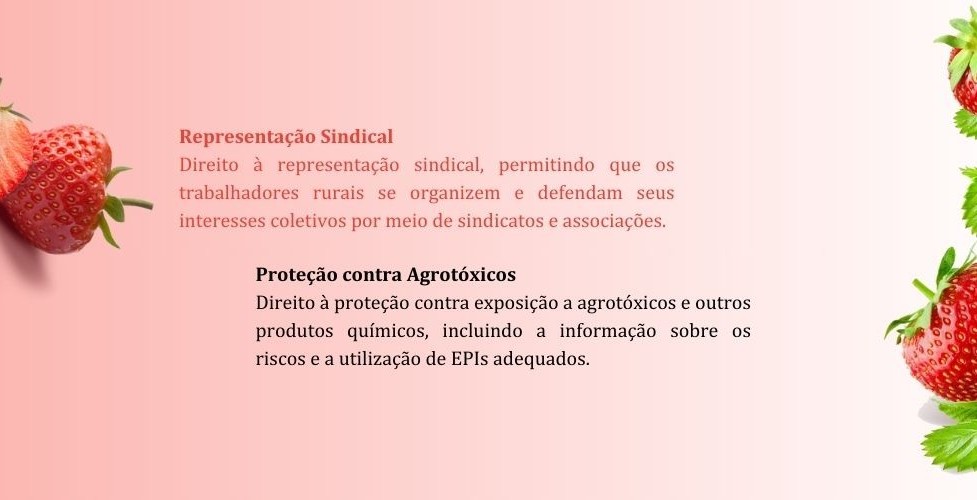 Representação Sindical
Direito à representação sindical, permitindo que os
trabalhadores rurais se organizem e defendam seus
interesses coletivos por meio de sindicatos e associações.
Proteção contra Agrotóxicos
Direito à proteção contra exposição a agrotóxicos e outros
produtos químicos, incluindo a informação sobre os
riscos e a utilização de EPIs adequados.